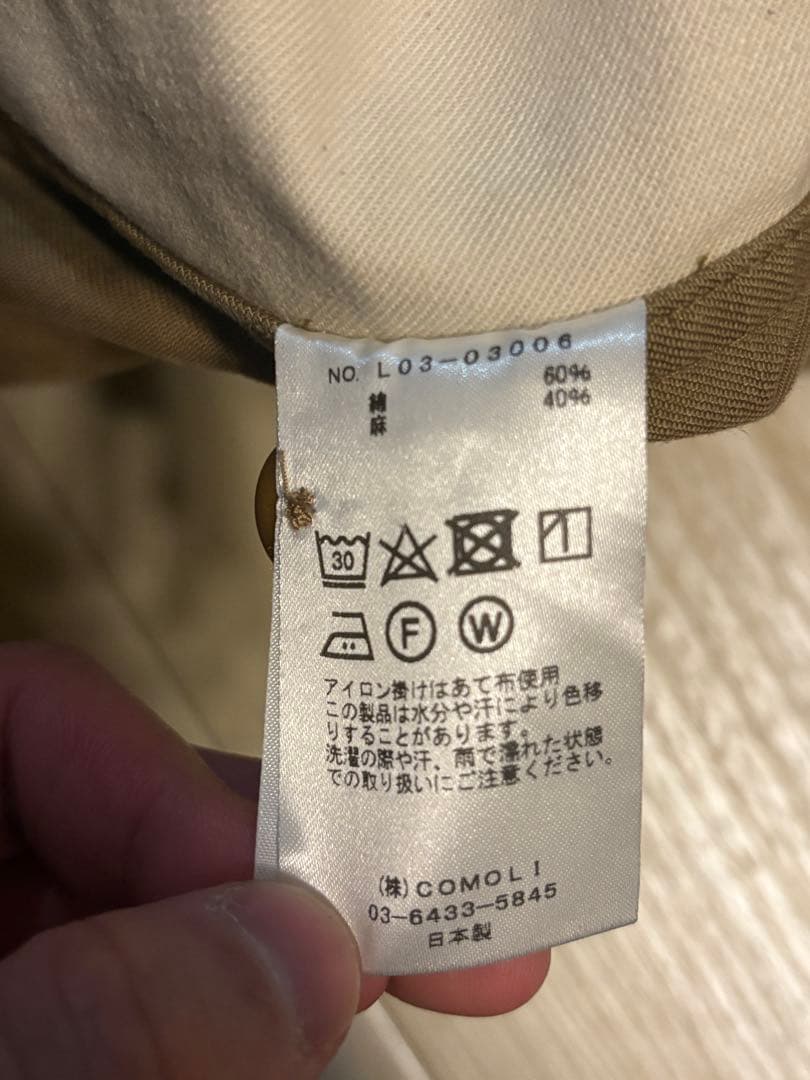 NO. L03-03006
綿 60%
麻 40%
30
F W
アイロン掛けはあて布使用
この製品は水分や汗により色移
りすることがあります。
洗濯の際や汗、雨で濡れた状態
での取り扱いにご注意ください。
(株)COMOLI
03-6433-5845
日本製